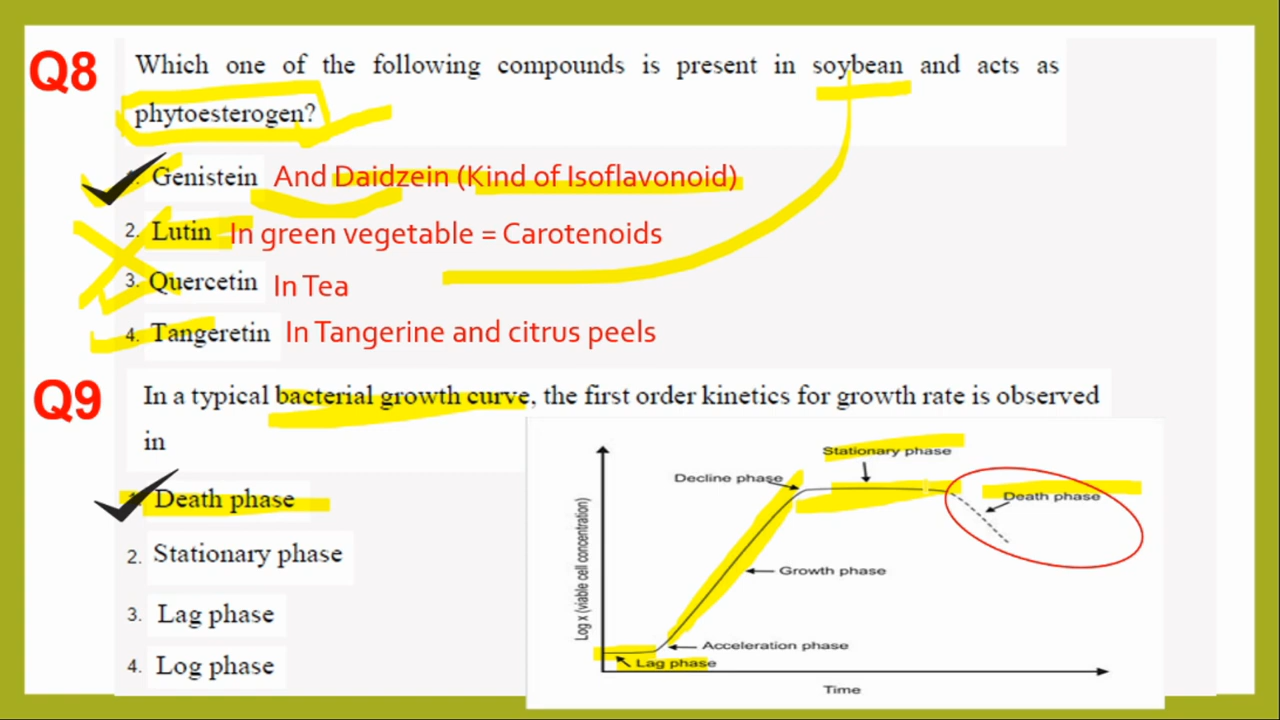 Q8 Which one of the following compounds is present in soybean and acts as
phytoesterogen?
1. Genistein And Daidzein (Kind of Isoflavonoid)
2. Lutin In green vegetable = Carotenoids
3. Quercetin In Tea
4. Tangeretin In Tangerine and citrus peels
Q9 In a typical bacterial growth curve, the first order kinetics for growth rate is observed
in
1. Death phase
2. Stationary phase
3. Lag phase
4. Log phase
Stationary phase
Decline phase
Death phase
Growth phase
Acceleration phase
Lag phase
Log x (viable cell concentration)
Time